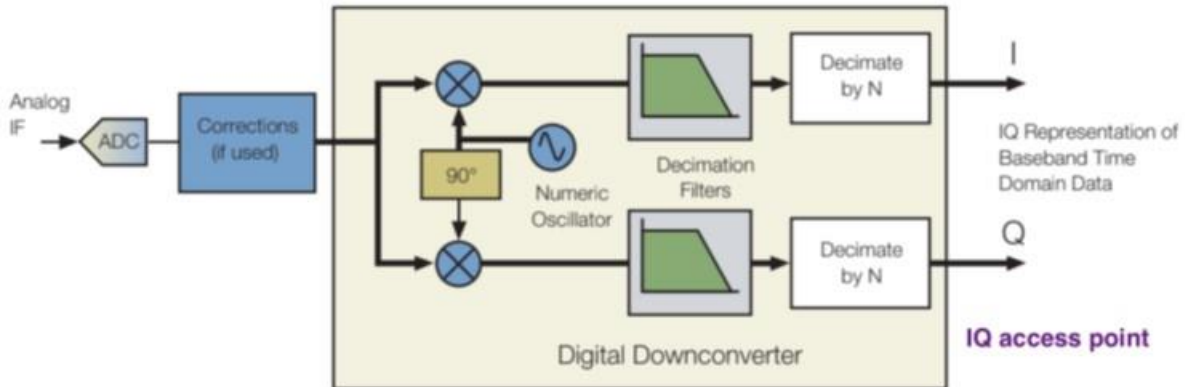 Analog
IF
ADC
Corrections
(if used)
90°
Numeric
Oscillator
Decimation
Filters
Decimate
by N
I
IQ Representation of
Baseband Time
Domain Data
Decimate
by N
Q
IQ access point
Digital Downconverter